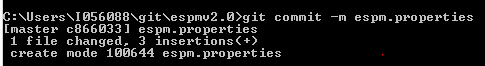 C:\Users\I056088\git\espmv2.0>git commit -m espm.properties
[master c866033] espm.properties
1 file changed, 3 insertions(+)
create mode 100644 espm.properties